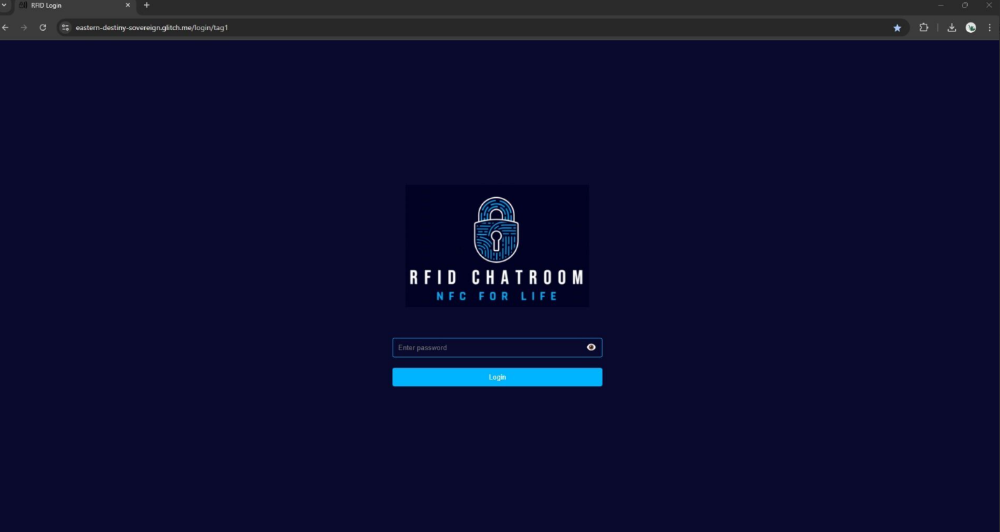 RFID Login
eastern-destiny-sovereign.glitch.me/login/tag1
RFID CHATROOM
NFC FOR LIFE
Enter password
Login